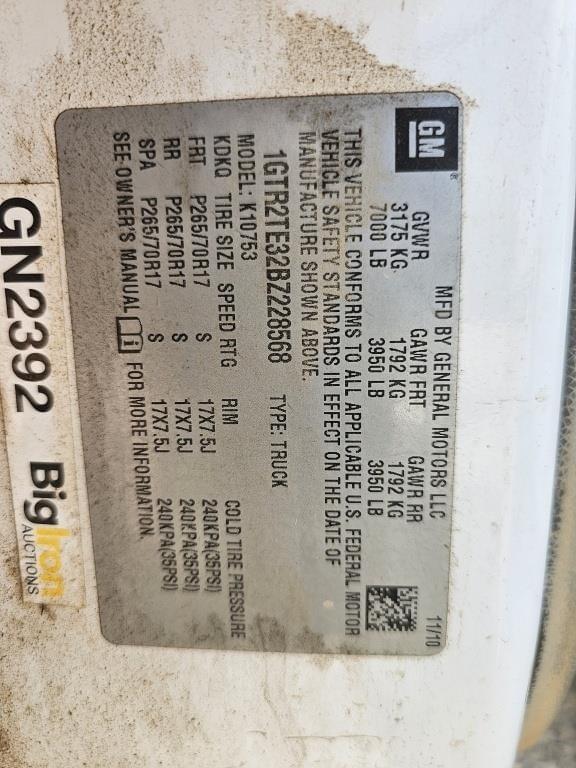 GM
MFD BY GENERAL MOTORS LLC 11/10
GVWR GAWR FRT GAWR RR
3175 KG 1792 KG 1792 KG
7000 LB 3950 LB 3950 LB
THIS VEHICLE CONFORMS TO ALL APPLICABLE U.S. FEDERAL MOTOR
VEHICLE SAFETY STANDARDS IN EFFECT ON THE DATE OF
MANUFACTURE SHOWN ABOVE.
1GTR2TE32BZ228568 TYPE: TRUCK
MODEL: K10753
KDKQ TIRE SIZE SPEED RTG RIM COLD TIRE PRESSURE
FRT P265/70R17 S 17X7.5J 240KPA(35PSI)
RR P265/70R17 S 17X7.5J 240KPA(35PSI)
SPA P265/70R17 S 17X7.5J 240KPA(35PSI)
SEE OWNER'S MANUAL FOR MORE INFORMATION.
GN2392 BigIron
AUCTIONS